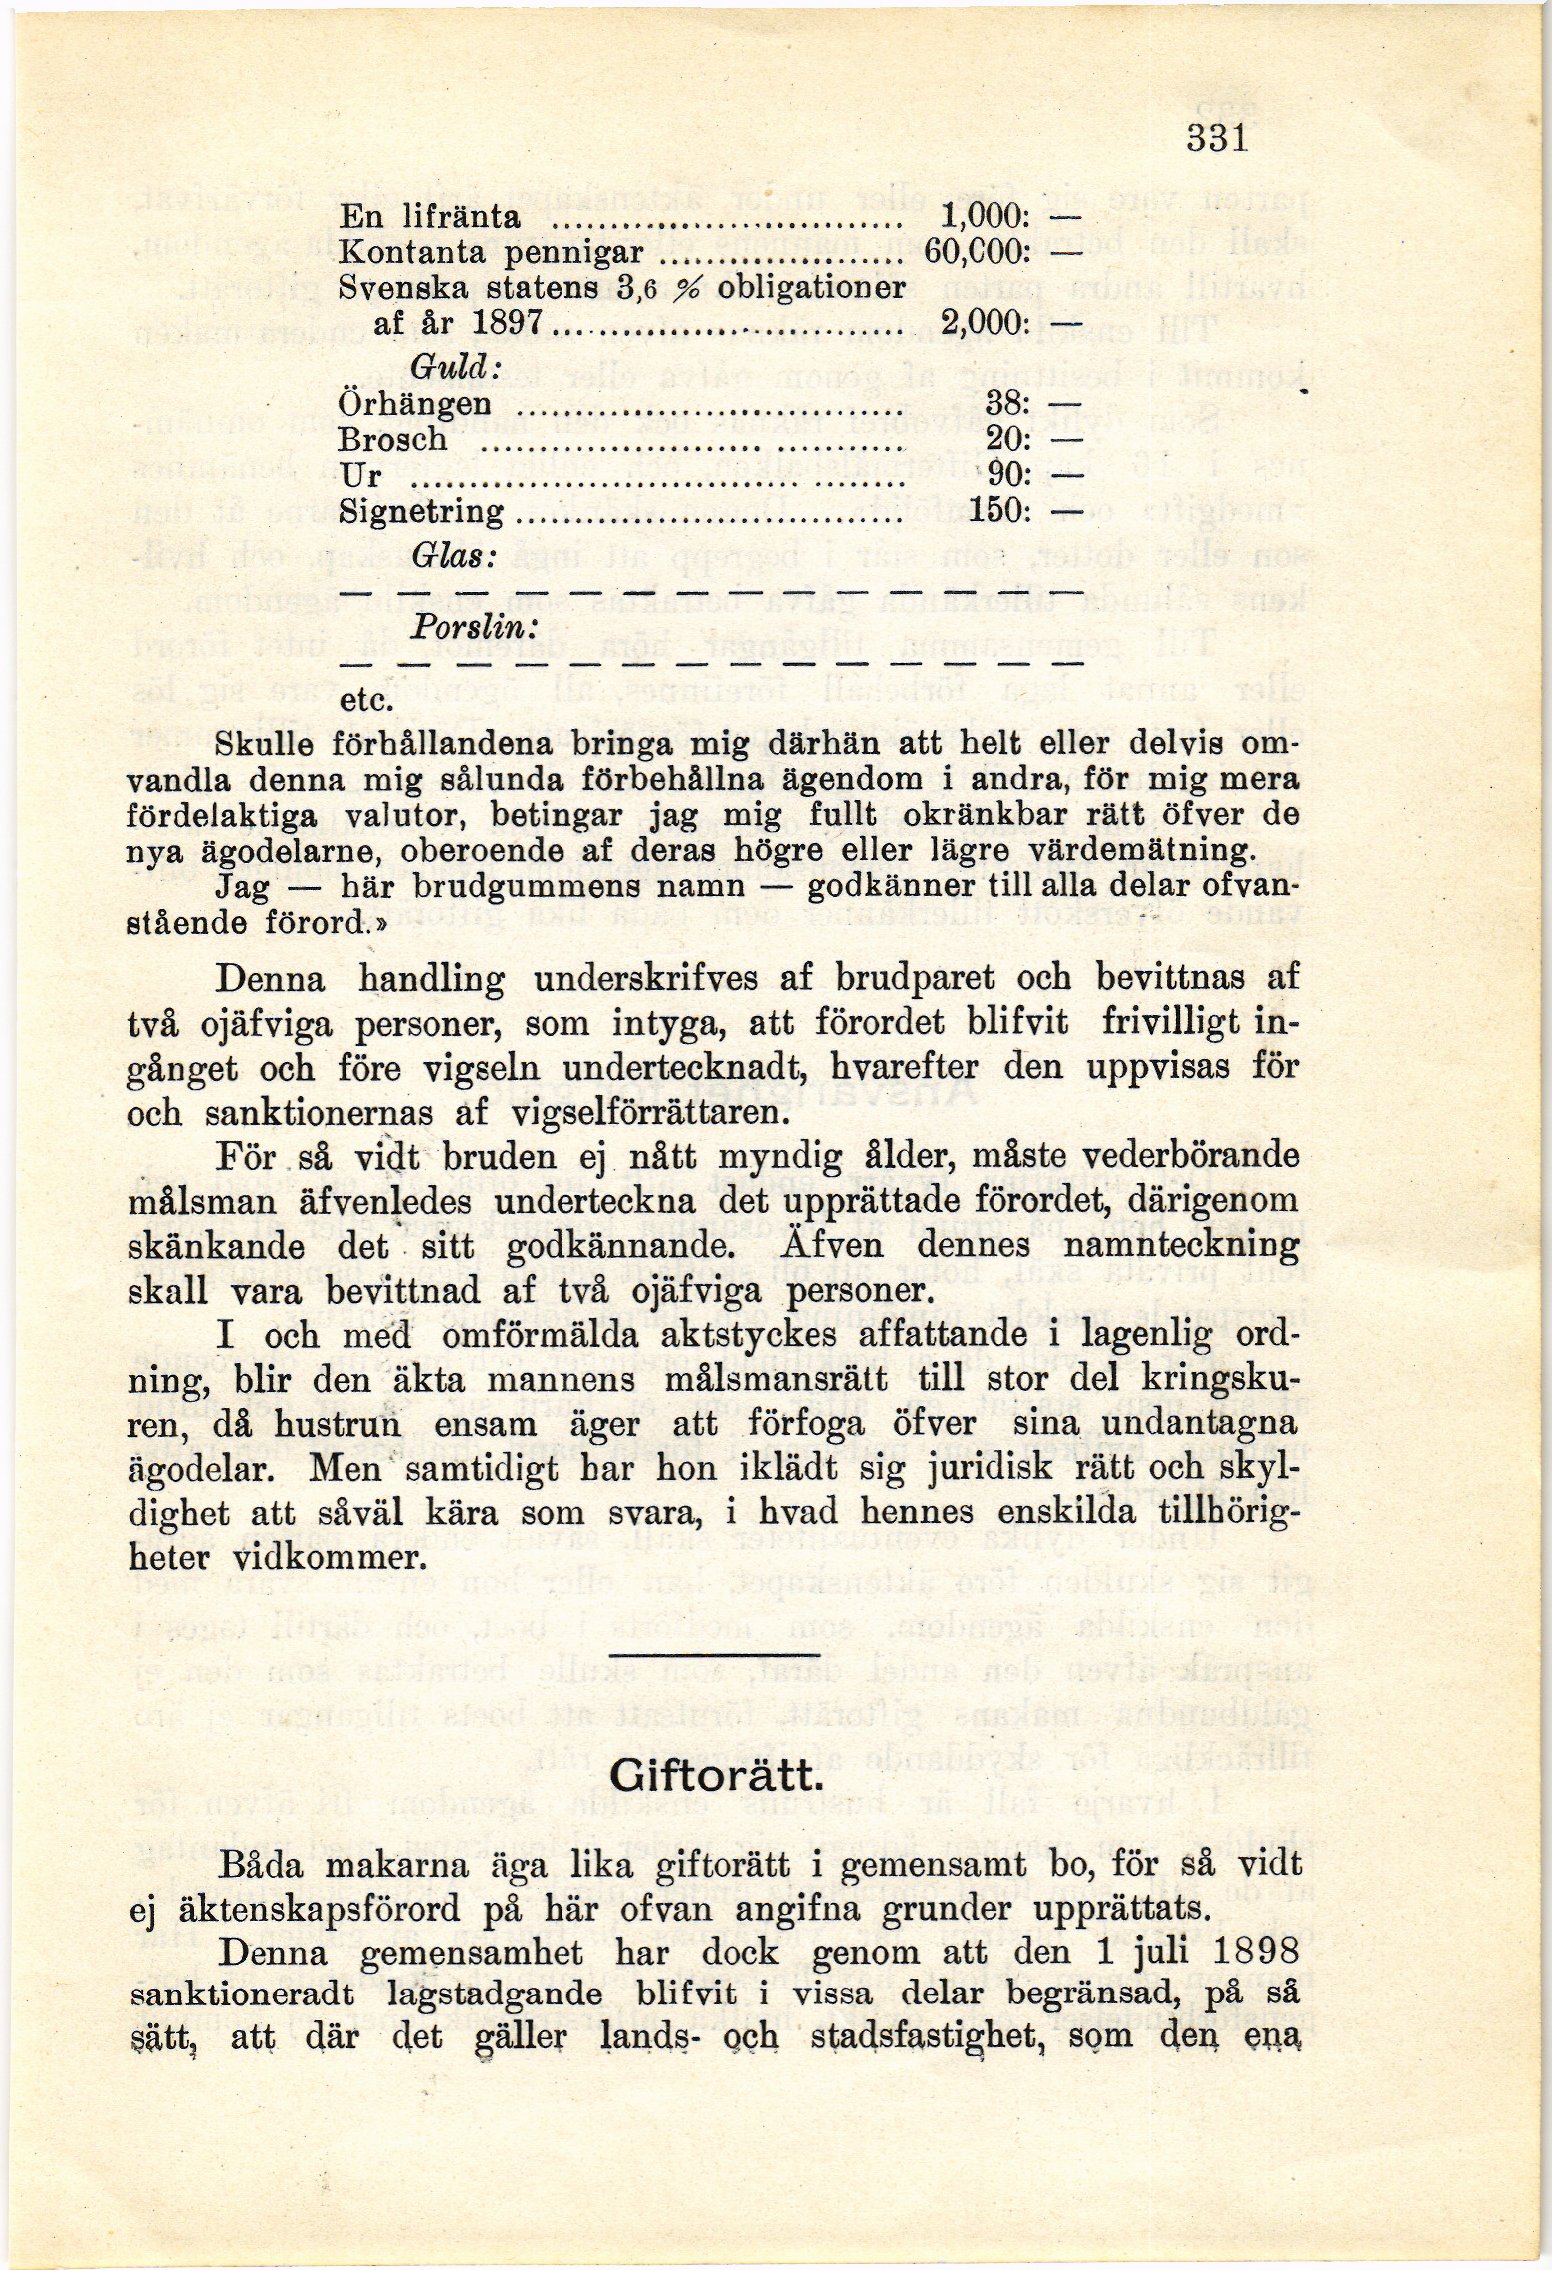 331
En lifränta .................................. 1,000: —
Kontanta pennigar ...................... 60,000: —
Svenska statens 3,6 % obligationer
af år 1897 .................................. 2,000: —
Guld:
Örhängen .................................. 38: —
Brosch .................................. 20: —
Ur .................................. 90: —
Signetring .................................. 150: —
Glas:
— — — — — — — — — — — — — —
Porslin:
— — — — — — — — — — — — — —
etc.
Skulle förhållandena bringa mig därhän att helt eller delvis om-
vandla denna mig sålunda förbehållna ägendom i andra, för mig mera
fördelaktiga valutor, betingar jag mig fullt okränkbar rätt öfver de
nya ägodelarne, oberoende af deras högre eller lägre värdemätning.
Jag — här brudgummens namn — godkänner till alla delar ofvan-
stående förord.»
Denna handling underskrifves af brudparet och bevittnas af
två ojäfviga personer, som intyga, att förordet blifvit frivilligt in-
gånget och före vigseln undertecknadt, hvarefter den uppvisas för
och sanktionernas af vigselförrättaren.
För så vidt bruden ej nått myndig ålder, måste vederbörande
målsman äfvenledes underteckna det upprättade förordet, därigenom
skänkande det sitt godkännande. Äfven dennes namnteckning
skall vara bevittnad af två ojäfviga personer.
I och med omförmälda aktstyckes affattande i lagenlig ord-
ning, blir den äkta mannens målsmansrätt till stor del kringsku-
ren, då hustrun ensam äger att förfoga öfver sina undantagna
ägodelar. Men samtidigt har hon iklädt sig juridisk rätt och skyl-
dighet att såväl kära som svara, i hvad hennes enskilda tillhörig-
heter vidkommer.
Giftorätt.
Båda makarna äga lika giftorätt i gemensamt bo, för så vidt
ej äktenskapsförord på här ofvan angifna grunder upprättats.
Denna gemensamhet har dock genom att den 1 juli 1898
sanktioneradt lagstadgande blifvit i vissa delar begränsad, på så
sätt, att där det gäller lands- och stadsfastighet, som den ena